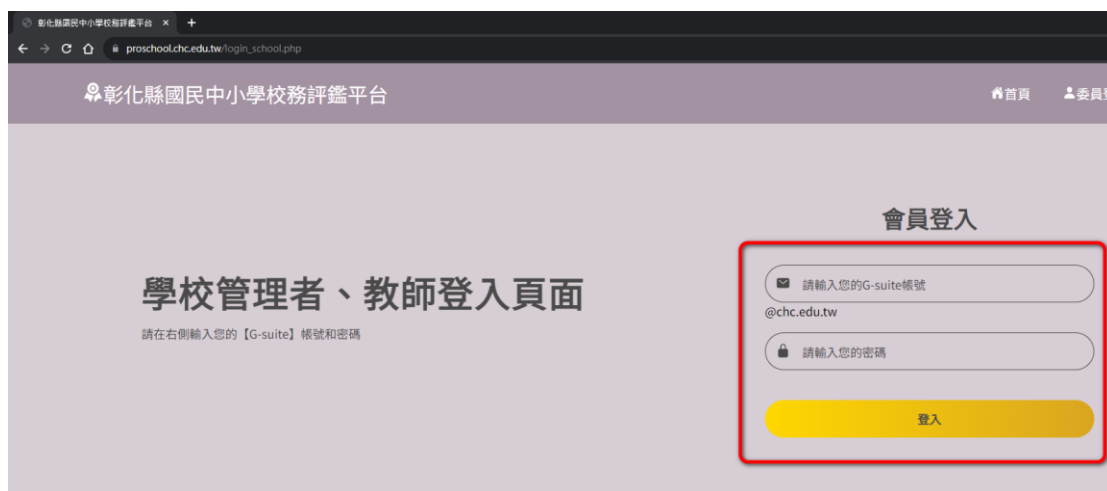 彰化縣國民中小學校務評鑑平台
proschool.chc.edu.tw/login_school.php
彰化縣國民中小學校務評鑑平台
首頁
委員登
會員登入
學校管理者、教師登入頁面
請在右側輸入您的【G-suite】帳號和密碼
請輸入您的G-suite帳號
@chc.edu.tw
請輸入您的密碼
登入